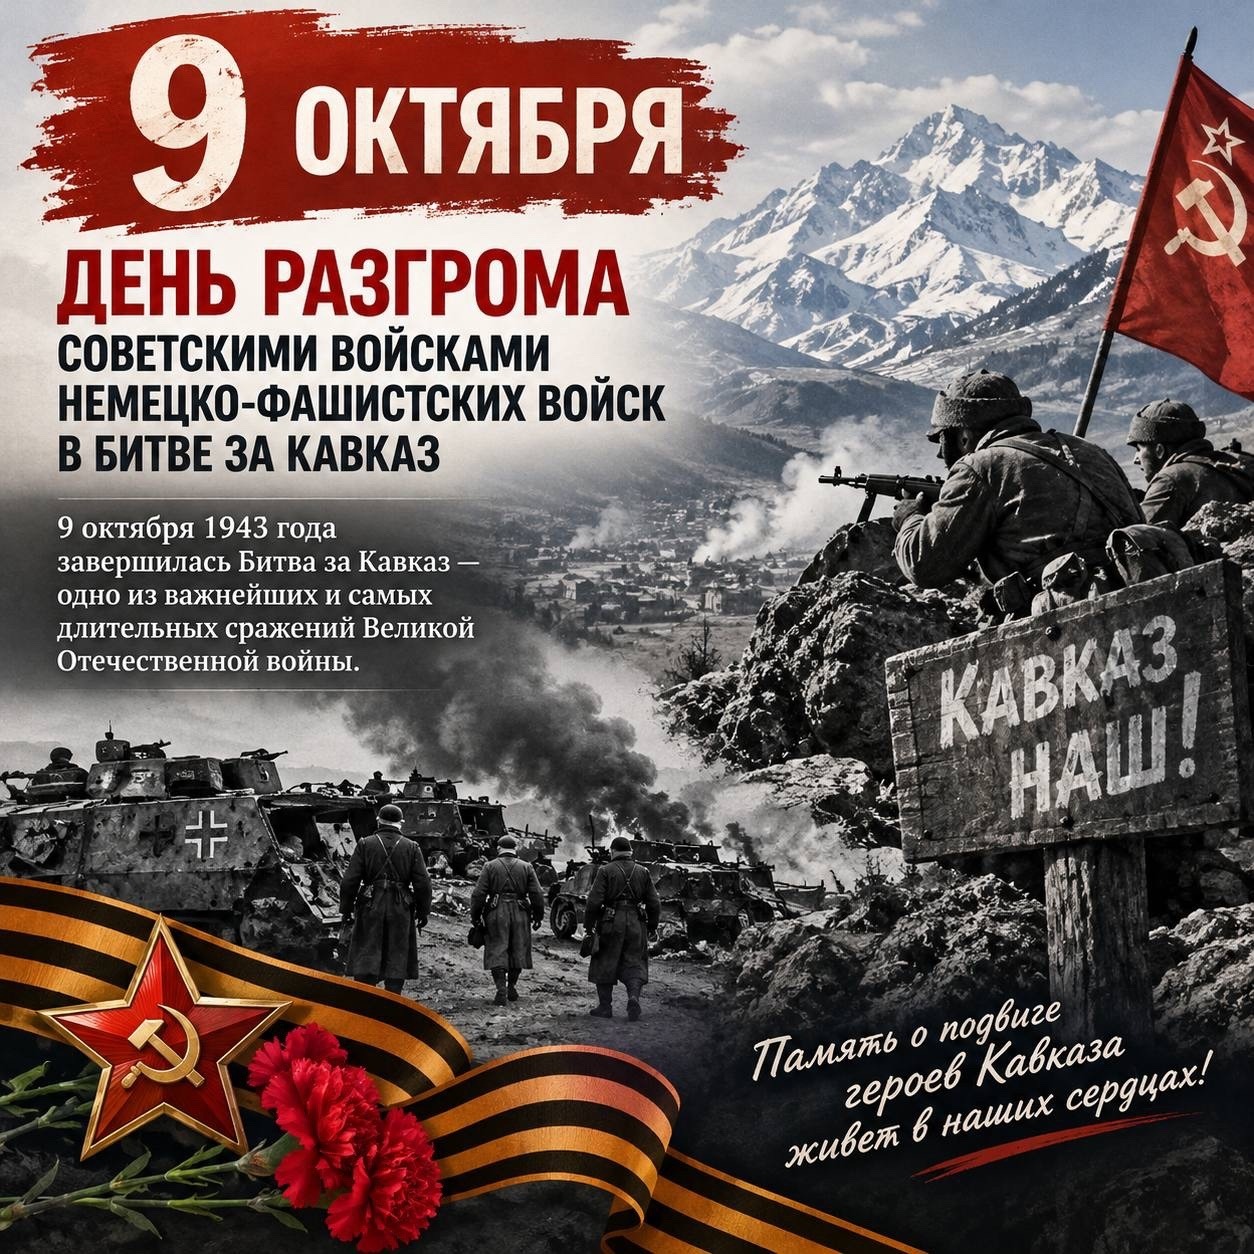 9 ОКТЯБРЯ
ДЕНЬ РАЗГРОМА
СОВЕТСКИМИ ВОЙСКАМИ
НЕМЕЦКО-ФАШИСТСКИХ ВОЙСК
В БИТВЕ ЗА КАВКАЗ
9 октября 1943 года
завершилась Битва за Кавказ —
одно из важнейших и самых
длительных сражений Великой
Отечественной войны.
КАВКАЗ
НАШ!
Память о подвиге
героев Кавказа
живет в наших сердцах!